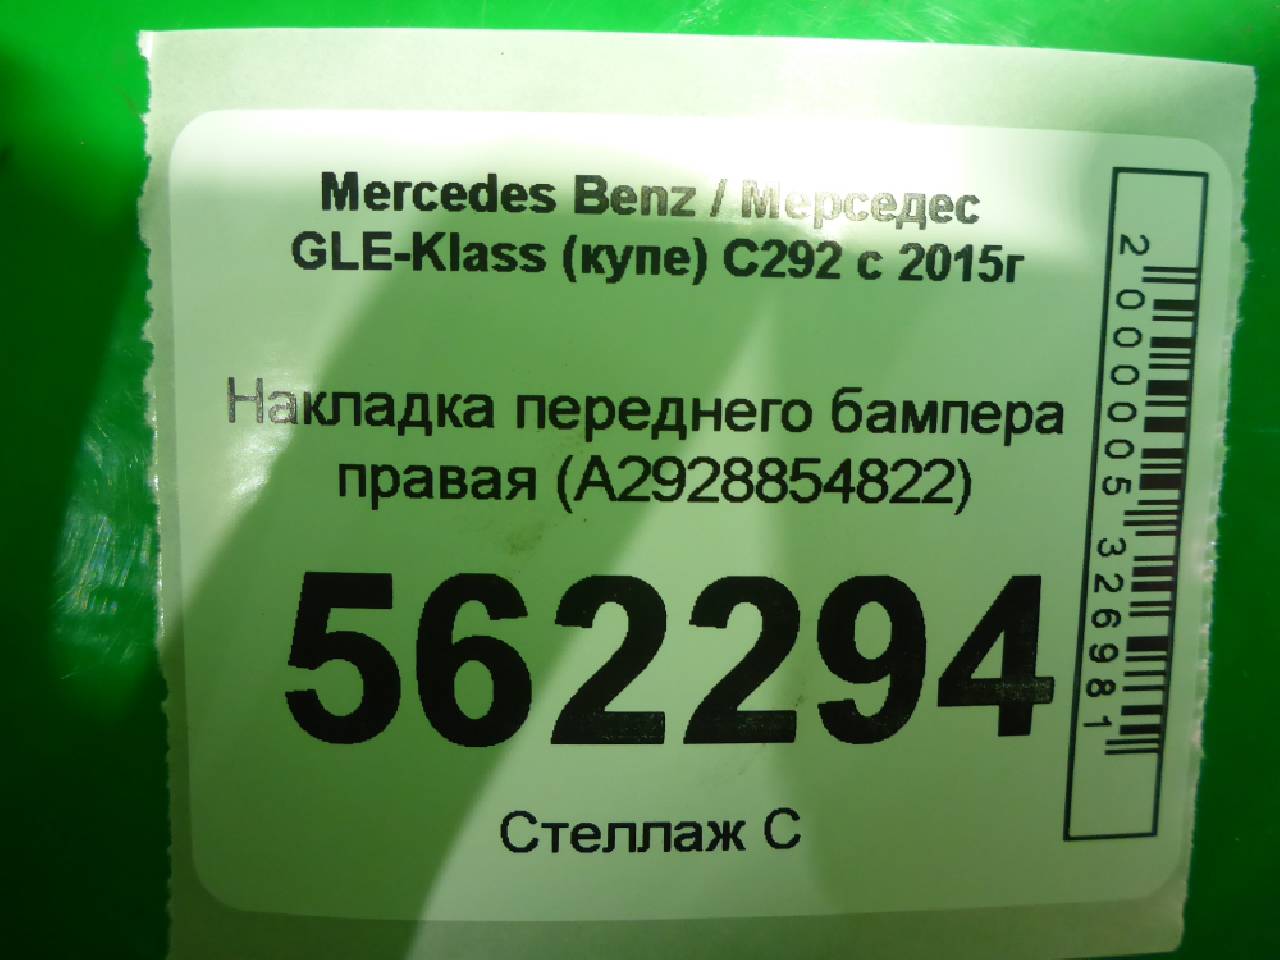 Mercedes Benz / Мерседес
GLE-Klass (купе) C292 с 2015г
Накладка переднего бампера
правая (A2928854822)
562294
Стеллаж С
2000005326981